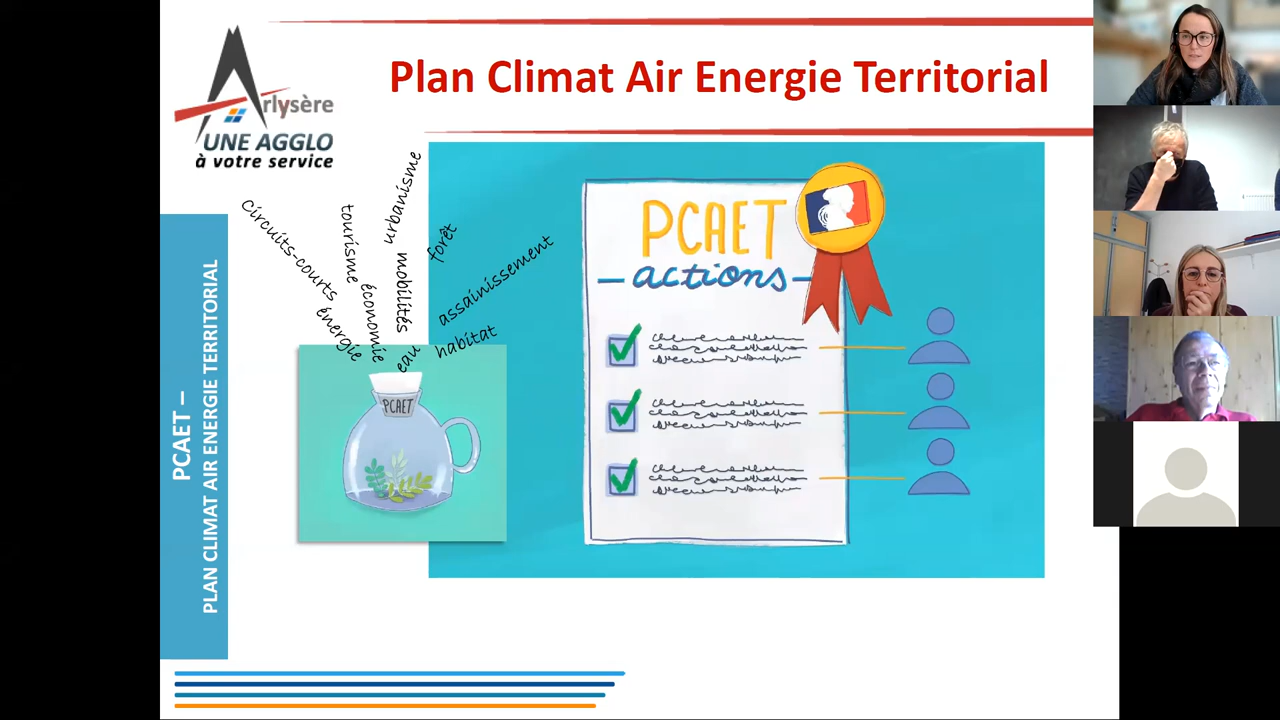 Plan Climat Air Energie Territorial
Arlysère
UNE AGGLO
à votre service
circuits-courts
tourisme
urbanisme
forêt
énergie
économie
mobilités
eau
assainissement
habitat
PCAET
PCAET
actions
PCAET –
PLAN CLIMAT AIR ENERGIE TERRITORIAL